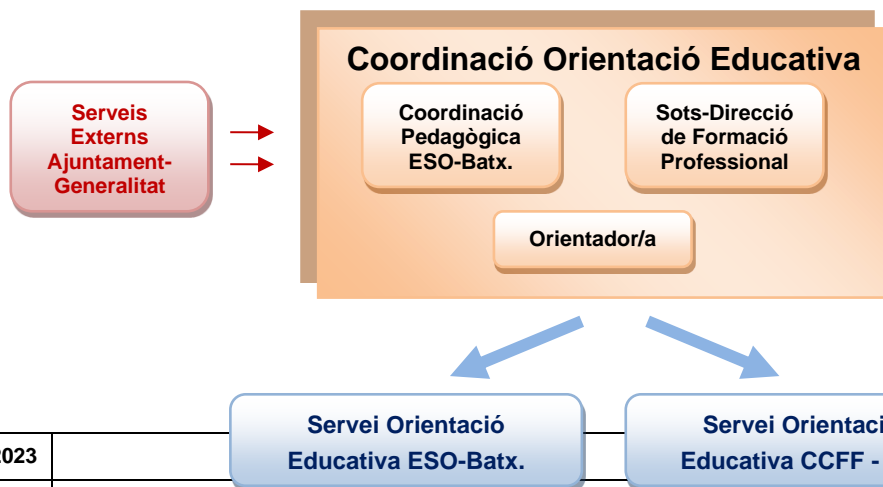 Coordinació Orientació Educativa
Serveis
Externs
Ajuntament-
Generalitat
Coordinació
Pedagògica
ESO-Batx.
Sots-Direcció
de Formació
Professional
Orientador/a
Servei Orientació
Educativa ESO-Batx.
Servei Orientaci
Educativa CCFF -
2023